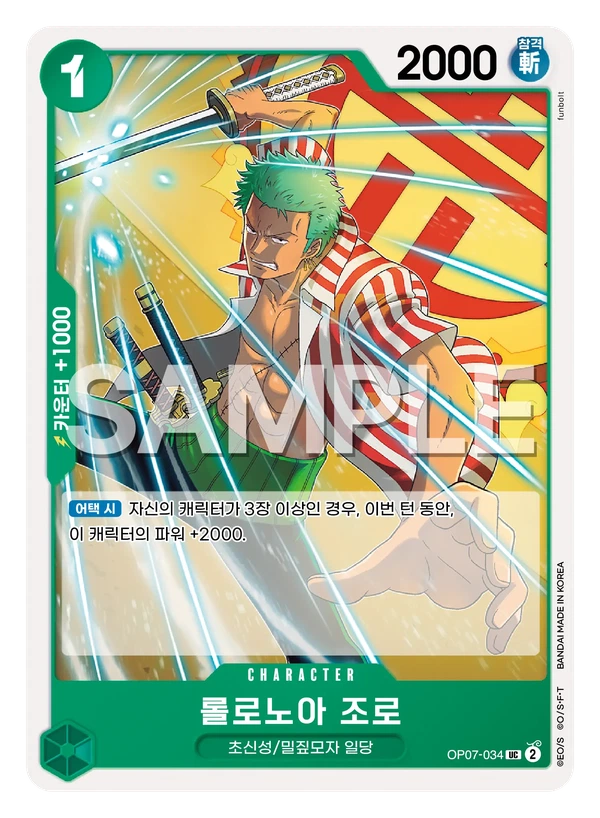 1
2000
참격
斬
funbolt
⚡카운터 +1000
SAMPLE
어택 시 자신의 캐릭터가 3장 이상인 경우, 이번 턴 동안,
이 캐릭터의 파워 +2000.
CHARACTER
롤로노아 조로
초신성/밀짚모자 일당
OP07-034 UC 2
©EO/S ©O/S·F·T BANDAI MADE IN KOREA